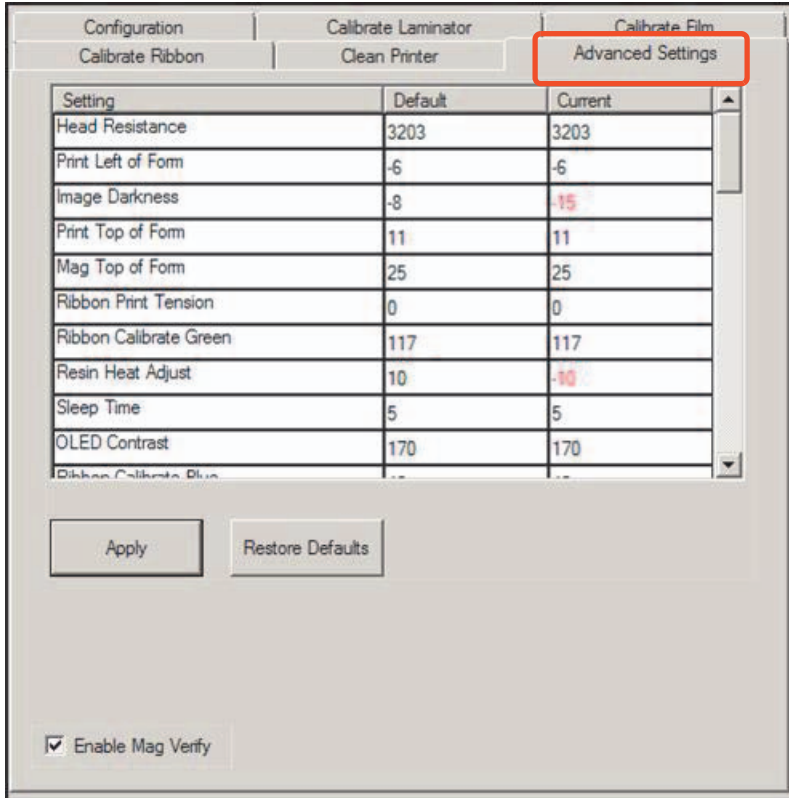 Configuration Calibrate Laminator Calibrate Film
Calibrate Ribbon Clean Printer Advanced Settings
Setting Default Current
Head Resistance 3203 3203
Print Left of Form -6 -6
Image Darkness -8 -15
Print Top of Form 11 11
Mag Top of Form 25 25
Ribbon Print Tension 0 0
Ribbon Calibrate Green 117 117
Resin Heat Adjust 10 -10
Sleep Time 5 5
OLED Contrast 170 170
Ribbon Calibrate Blue
Apply Restore Defaults
Enable Mag Verify